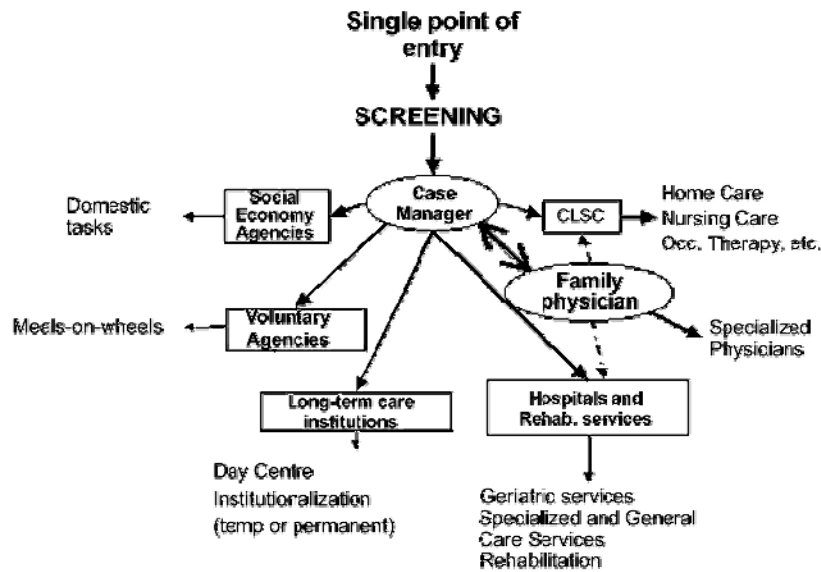 Single point of
entry
SCREENING
Case
Manager
Social
Economy
Agencies
Domestic
tasks
CLSC
Home Care
Nursing Care
Occ. Therapy, etc.
Family
physician
Voluntary
Agencies
Meels-on-wheels
Specialized
Physicians
Long-term care
institutions
Hospitals and
Rehab. services
Day Centre
Institutionalization
(temp or permanent)
Geriatric services
Specialized and General
Care Services
Rehabilitation